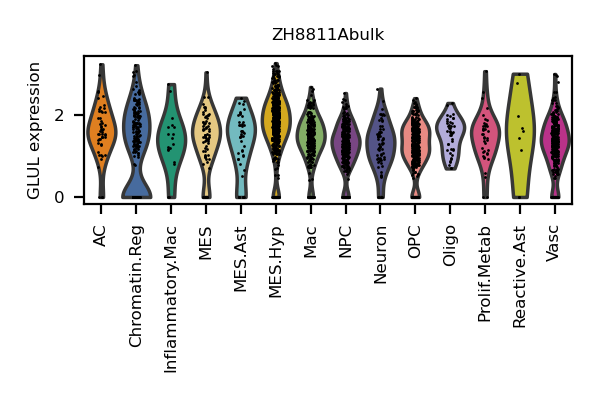 ZH8811Abulk
GLUL expression
2
0
AC
Chromatin.Reg
Inflammatory.Mac
MES
MES.Ast
MES.Hyp
Mac
NPC
Neuron
OPC
Oligo
Prolif.Metab
Reactive.Ast
Vasc